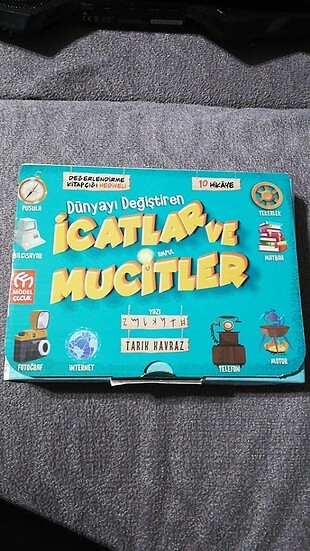 DEĞERLENDİRME
KİTAPÇIĞI HEDİYELİ
10 HİKAYE
PUSULA
Dünyayı Değiştiren
TEKERLEK
İCATLAR VE
BİLGİSAYAR
AMPUL
MATBAA
MUCİTLER
MODEL
ÇOCUK
YAZI
TARIK KAVRAZ
FOTOĞRAF
İNTERNET
TELEFON
MOTOR